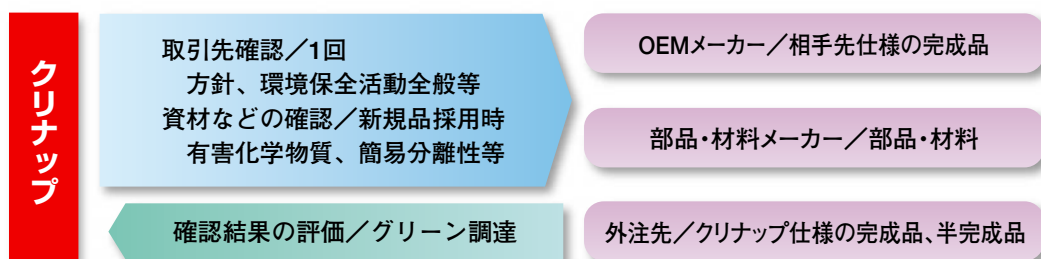 クリナップ
取引先確認／1回
方針、環境保全活動全般等
資材などの確認／新規品採用時
有害化学物質、簡易分離性等
確認結果の評価／グリーン調達
OEMメーカー／相手先仕様の完成品
部品・材料メーカー／部品・材料
外注先／クリナップ仕様の完成品、半完成品